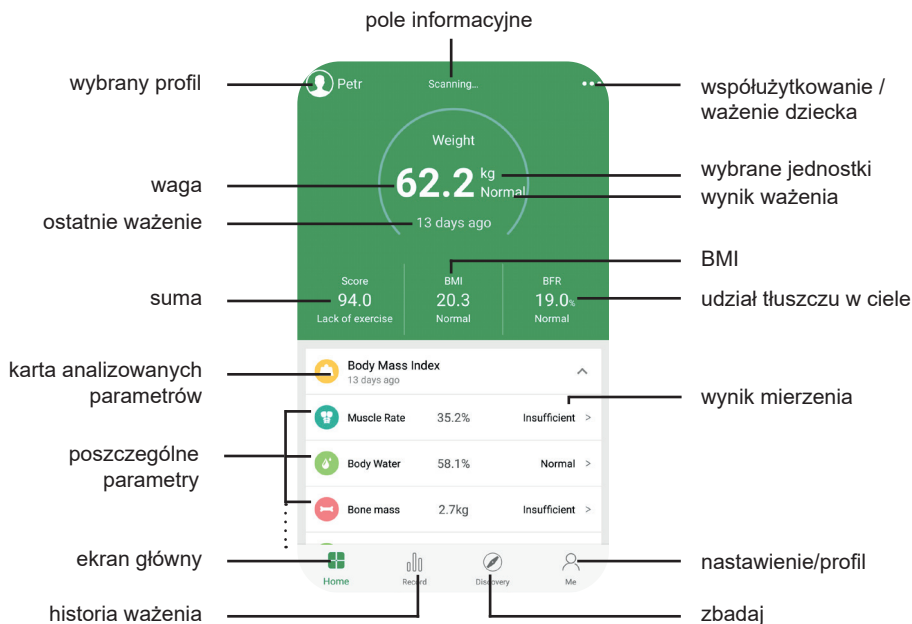 pole informacyjne
wybrany profil
Petr
Scanning...
współużytkowanie /
ważenie dziecka
Weight
62.2 kg
Normal
wybrane jednostki
wynik ważenia
waga
ostatnie ważenie
13 days ago
BMI
Score
BMI
BFR
suma
94.0
20.3
19.0%
udział tłuszczu w ciele
Lack of exercise
Normal
Normal
karta analizowanych
parametrów
Body Mass Index
13 days ago
wynik mierzenia
Muscle Rate 35.2% Insufficient >
poszczególne
parametry
Body Water 58.1% Normal >
Bone mass 2.7kg Insufficient >
ekran główny
nastawienie/profil
Home
Record
Discovery
Me
historia ważenia
zbadaj